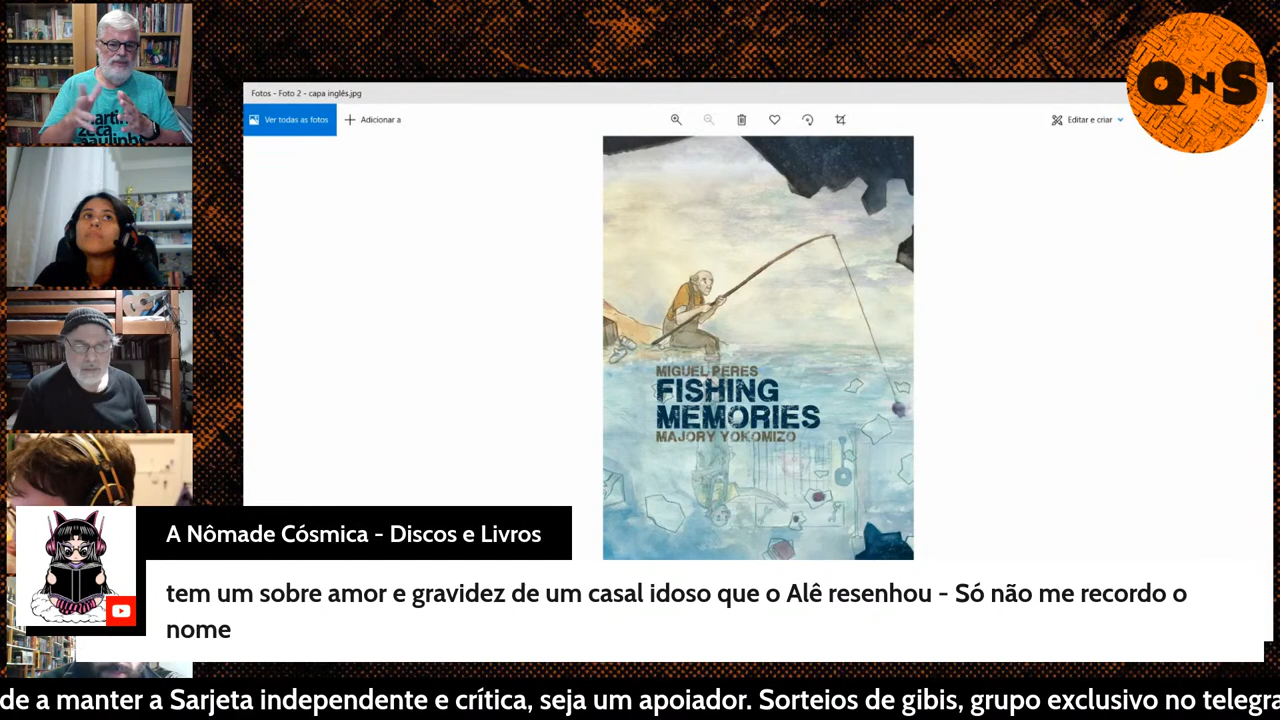 Fotos - Foto 2 - capa inglês.jpg
Ver todas as fotos
Adicionar a
Editar e criar
QNS
MIGUEL PERES
FISHING
MEMORIES
MAJORY YOKOMIZO
A Nômade Cósmica - Discos e Livros
tem um sobre amor e gravidez de um casal idoso que o Alê resenhou - Só não me recordo o
nome
de a manter a Sarjeta independente e crítica, seja um apoiador. Sorteios de gibis, grupo exclusivo no telegra